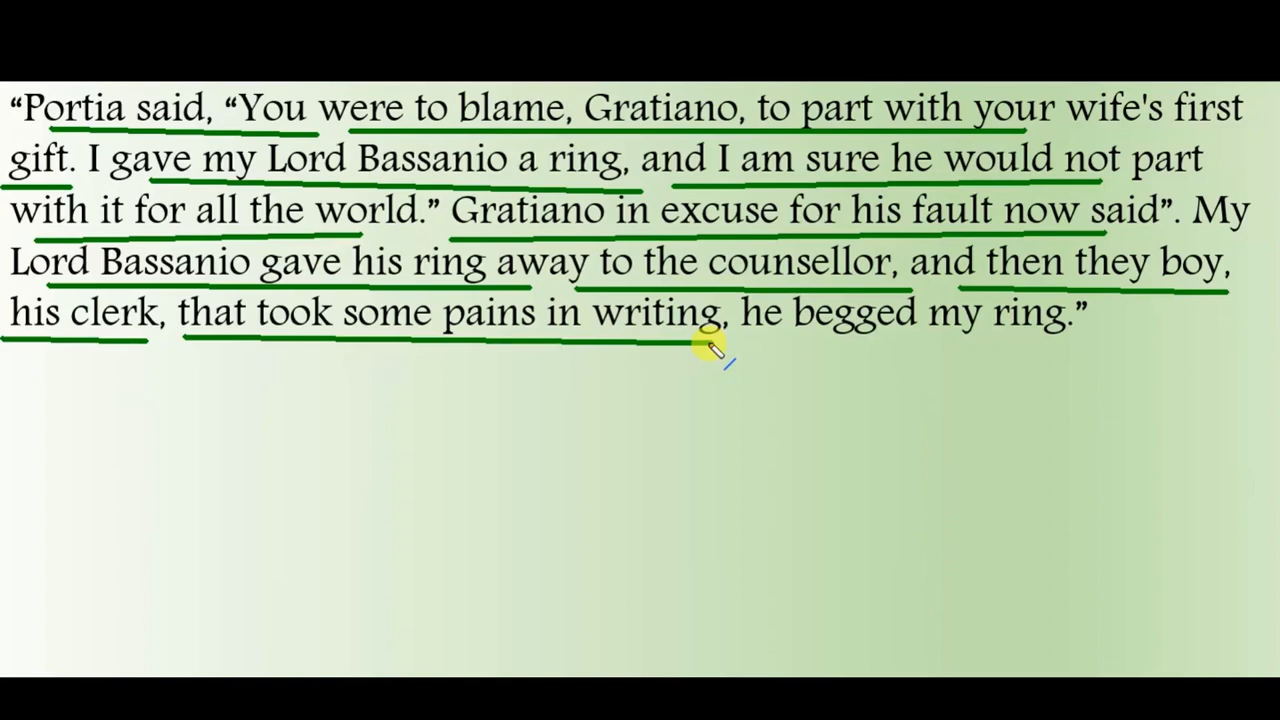 “Portia said, “You were to blame, Gratiano, to part with your wife's first
gift. I gave my Lord Bassanio a ring, and I am sure he would not part
with it for all the world.” Gratiano in excuse for his fault now said”. My
Lord Bassanio gave his ring away to the counsellor, and then they boy,
his clerk, that took some pains in writing, he begged my ring.”